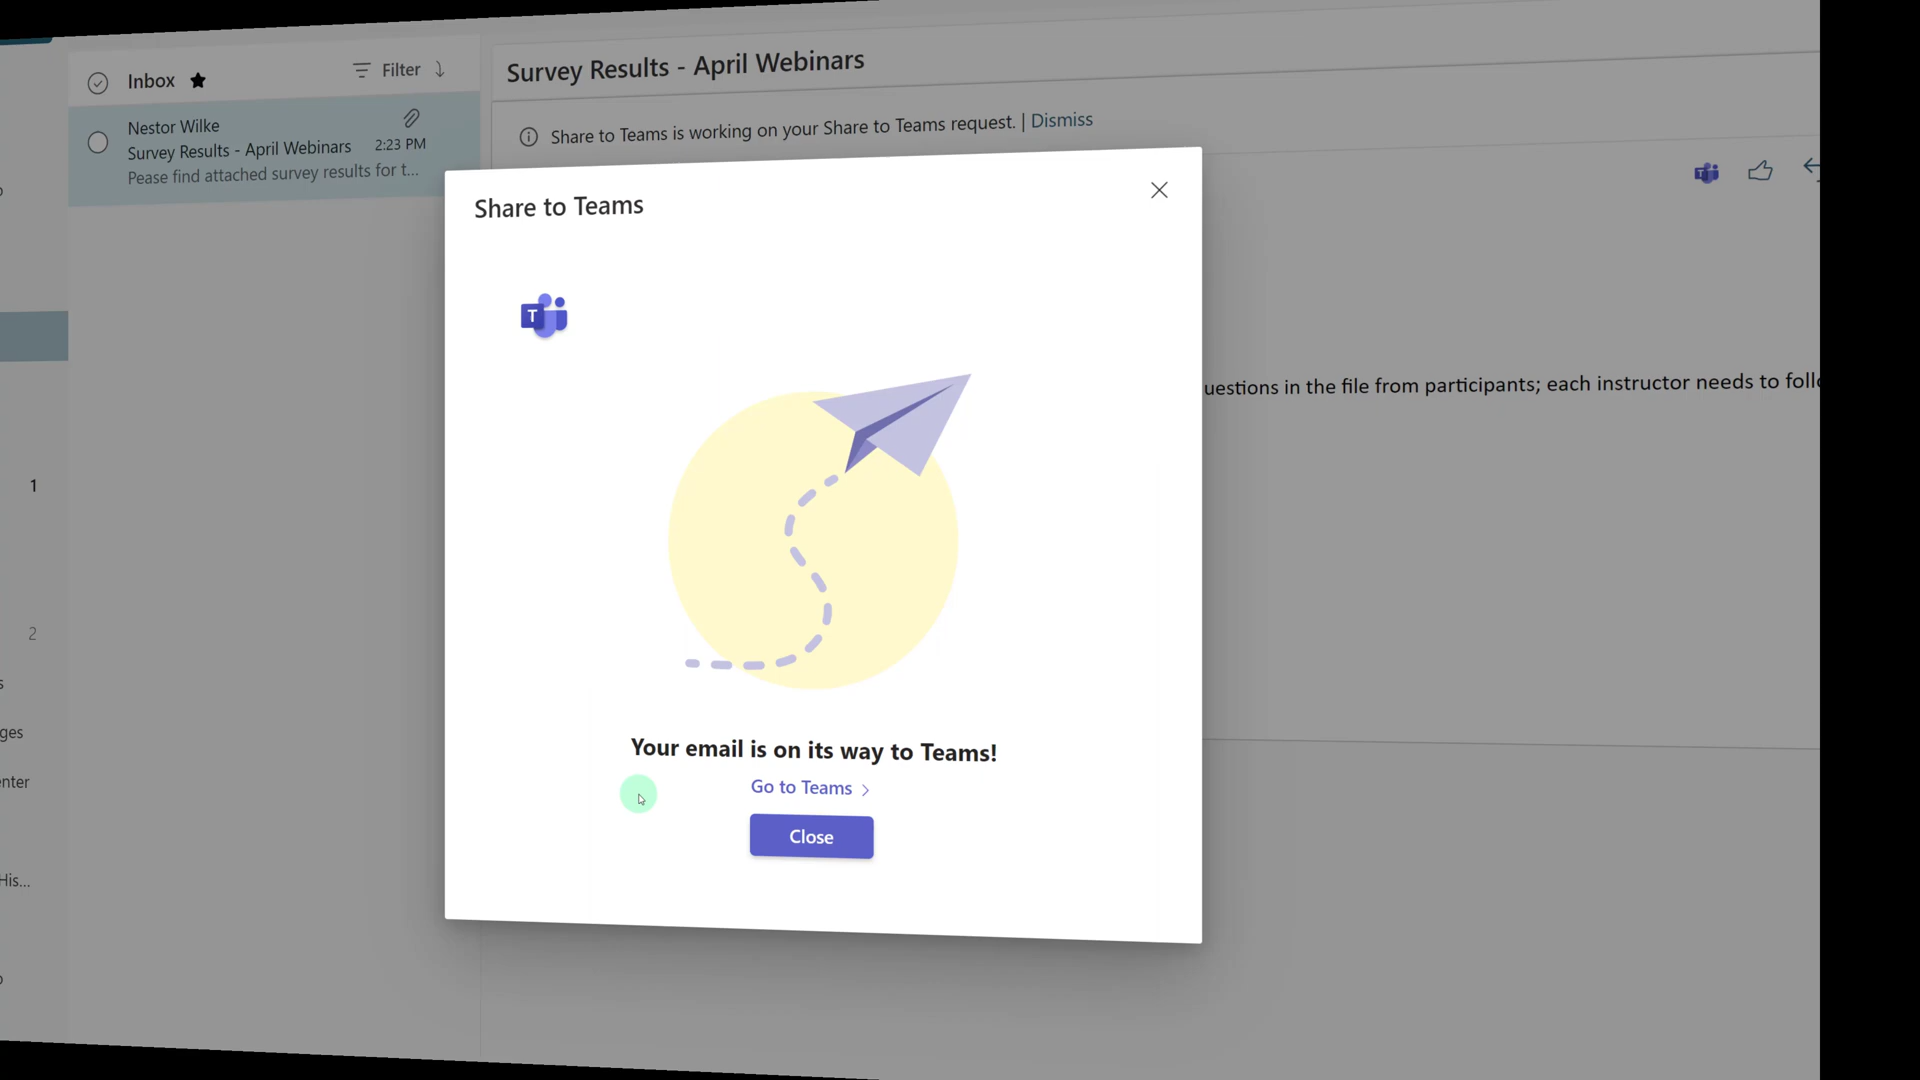 Inbox
Filter
Nestor Wilke
Survey Results - April Webinars 2:23 PM
Pease find attached survey results for t...
1
2
s
ges
enter
His...
Survey Results - April Webinars
Share to Teams is working on your Share to Teams request. | Dismiss
uestions in the file from participants; each instructor needs to follo
Share to Teams
T
Your email is on its way to Teams!
Go to Teams >
Close